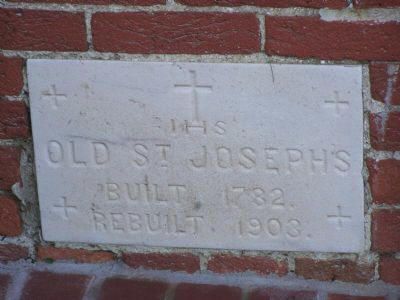 IHS
OLD ST JOSEPH'S
BUILT 1732.
REBUILT 1903.